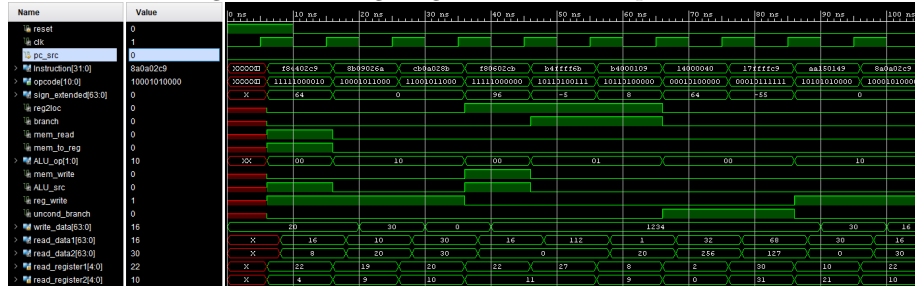 Name Value 0 ns 10 ns 20 ns 30 ns 40 ns 50 ns 60 ns 70 ns 80 ns 90 ns 100 ns
reset 0
clk 1
pc_src 0
Instruction[31:0] 8a0a02c9 f84402c9 8b09026a cb0a028b f80602cb b4ffff6b b4000109 14000040 17ffffc9 aa150149 8a0a02c9
opcode[10:0] 10001010000 11111000010 10001011000 11001011000 11111000000 10110100111 10110100000 00010100000 00010111111 10101010000 1000101000
sign_extended[63:0] 0 X 64 0 96 -5 8 64 -55 0
reg2loc 0
branch 0
mem_read 0
mem_to_reg 0
ALU_op[1:0] 10 XX 00 10 00 01 00 10
mem_write 0
ALU_src 0
reg_write 1
uncond_branch 0
write_data[63:0] 16 20 30 0 1234 30 16
read_data1[63:0] 16 X 16 10 30 16 112 1 32 68 30 16
read_data2[63:0] 30 X 8 20 30 0 20 256 127 0 30
read_register1[4:0] 22 X 22 19 20 22 27 8 2 30 10 22
read_register2[4:0] 10 X 4 9 10 11 9 0 31 21 10